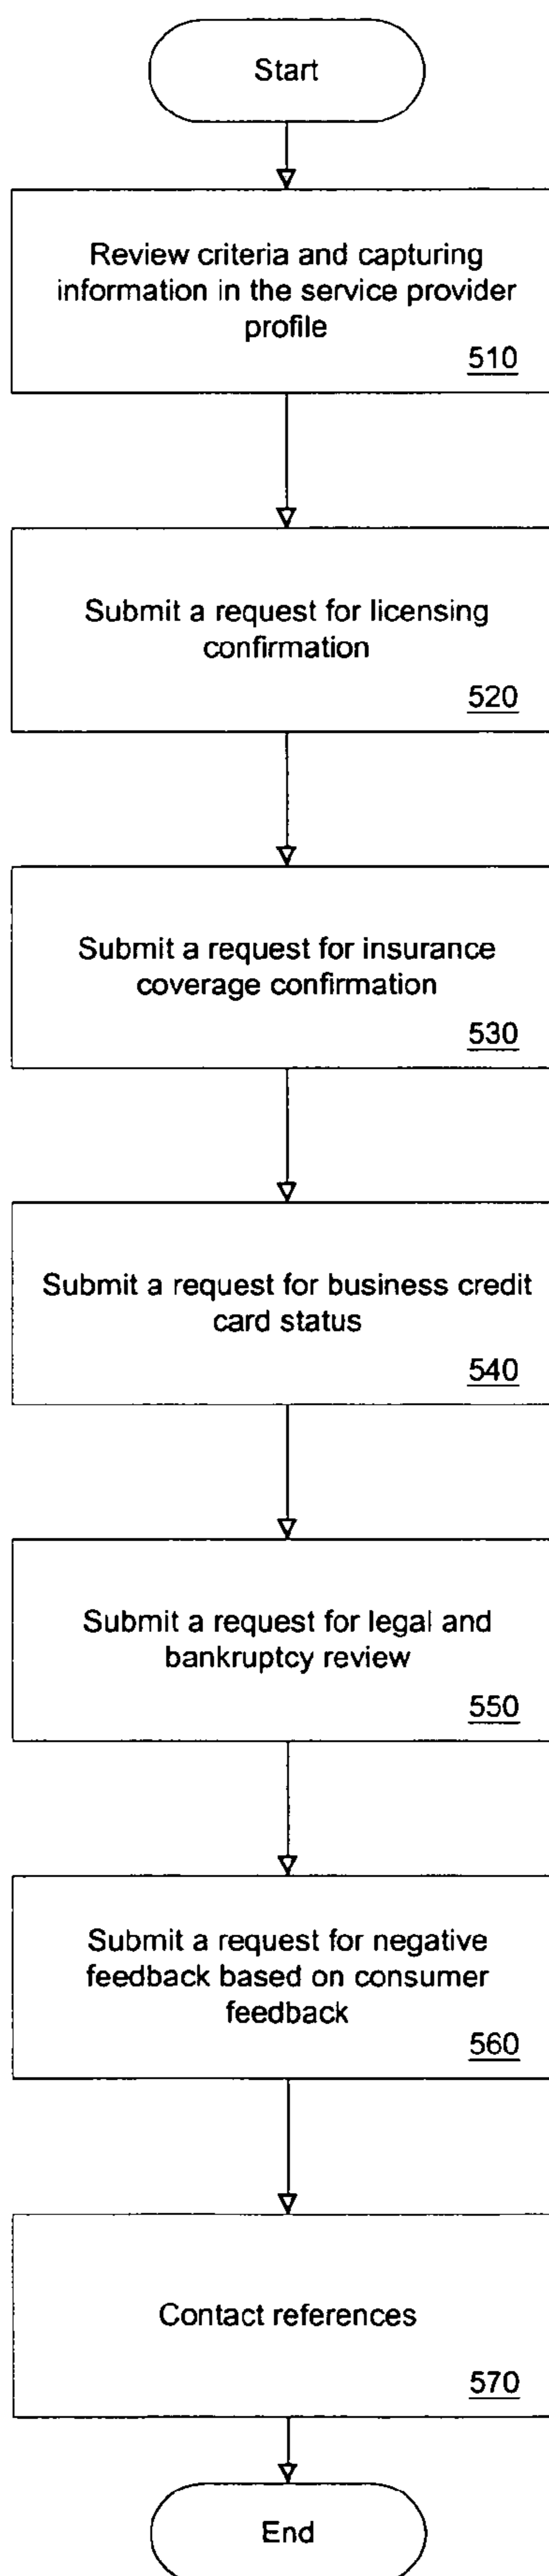 Start
Review criteria and capturing
information in the service provider
profile
510
Submit a request for licensing
confirmation
520
Submit a request for insurance
coverage confirmation
530
Submit a request for business credit
card status
540
Submit a request for legal and
bankruptcy review
550
Submit a request for negative
feedback based on consumer
feedback
560
Contact references
570
End